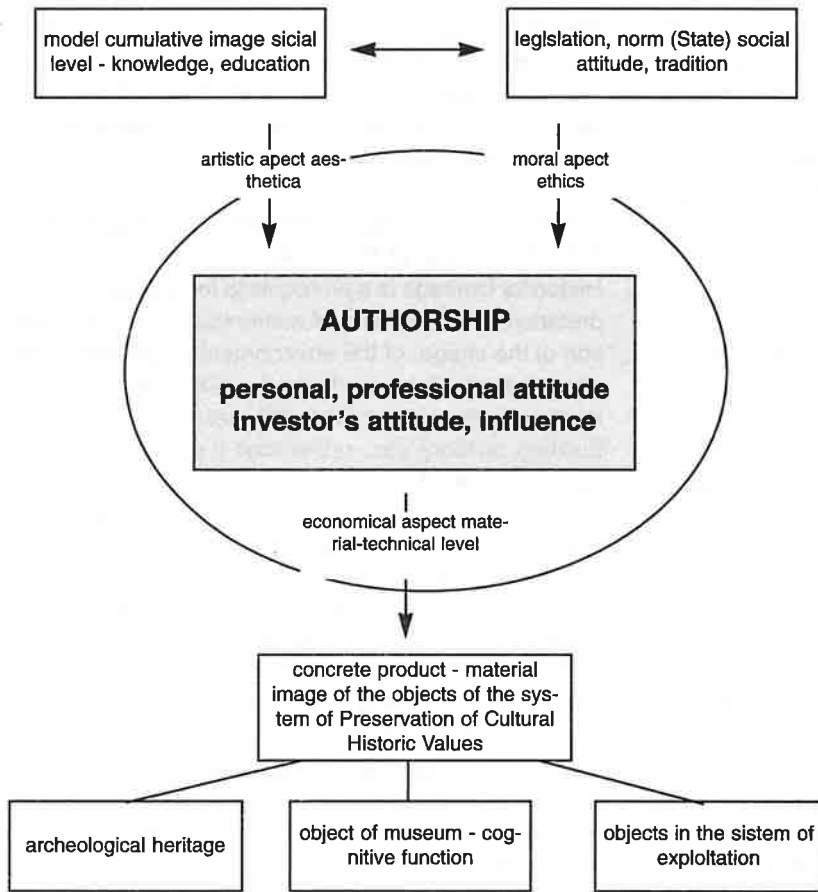 model cumulative image sicial
level - knowledge, education
legislation, norm (State) social
attitude, tradition
artistic apect aes-
thetica
moral apect
ethics
AUTHORSHIP
personal, professional attitude
investor's attitude, influence
economical aspect mate-
rial-technical level
concrete product - material
image of the objects of the sys-
tem of Preservation of Cultural
Historic Values
archeological heritage
object of museum - cog-
nitive function
objects in the sistem of
exploltation